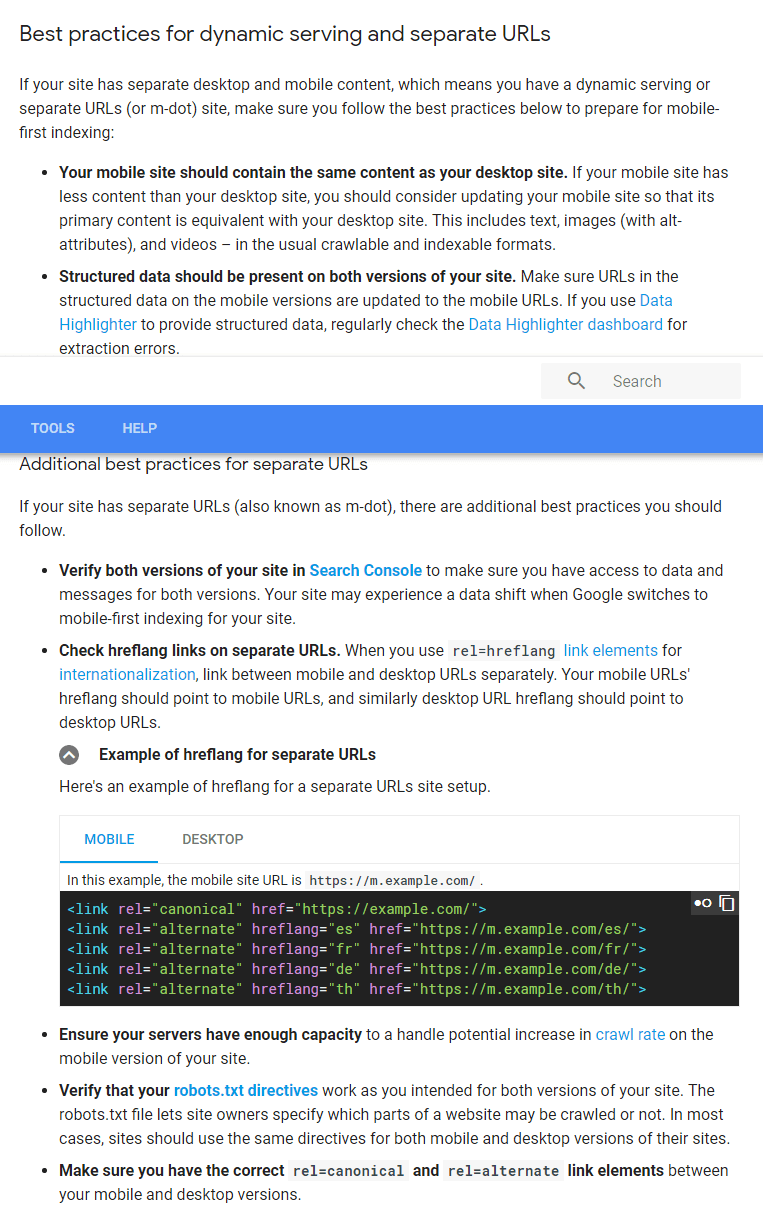 Best practices for dynamic serving and separate URLs
If your site has separate desktop and mobile content, which means you have a dynamic serving or
separate URLs (or m-dot) site, make sure you follow the best practices below to prepare for mobile-
first indexing:
• Your mobile site should contain the same content as your desktop site. If your mobile site has
less content than your desktop site, you should consider updating your mobile site so that its
primary content is equivalent with your desktop site. This includes text, images (with alt-
attributes), and videos – in the usual crawlable and indexable formats.
• Structured data should be present on both versions of your site. Make sure URLs in the
structured data on the mobile versions are updated to the mobile URLs. If you use Data
Highlighter to provide structured data, regularly check the Data Highlighter dashboard for
extraction errors.
Search
TOOLS HELP
Additional best practices for separate URLs
If your site has separate URLs (also known as m-dot), there are additional best practices you should
follow.
• Verify both versions of your site in Search Console to make sure you have access to data and
messages for both versions. Your site may experience a data shift when Google switches to
mobile-first indexing for your site.
• Check hreflang links on separate URLs. When you use rel=hreflang link elements for
internationalization, link between mobile and desktop URLs separately. Your mobile URLs'
hreflang should point to mobile URLs, and similarly desktop URL hreflang should point to
desktop URLs.
Example of hreflang for separate URLs
Here's an example of hreflang for a separate URLs site setup.
MOBILE DESKTOP
In this example, the mobile site URL is https://m.example.com/ .
<link rel="canonical" href="https://example.com/">
<link rel="alternate" hreflang="es" href="https://m.example.com/es/">
<link rel="alternate" hreflang="fr" href="https://m.example.com/fr/">
<link rel="alternate" hreflang="de" href="https://m.example.com/de/">
<link rel="alternate" hreflang="th" href="https://m.example.com/th/">
• Ensure your servers have enough capacity to a handle potential increase in crawl rate on the
mobile version of your site.
• Verify that your robots.txt directives work as you intended for both versions of your site. The
robots.txt file lets site owners specify which parts of a website may be crawled or not. In most
cases, sites should use the same directives for both mobile and desktop versions of their sites.
• Make sure you have the correct rel=canonical and rel=alternate link elements between
your mobile and desktop versions.